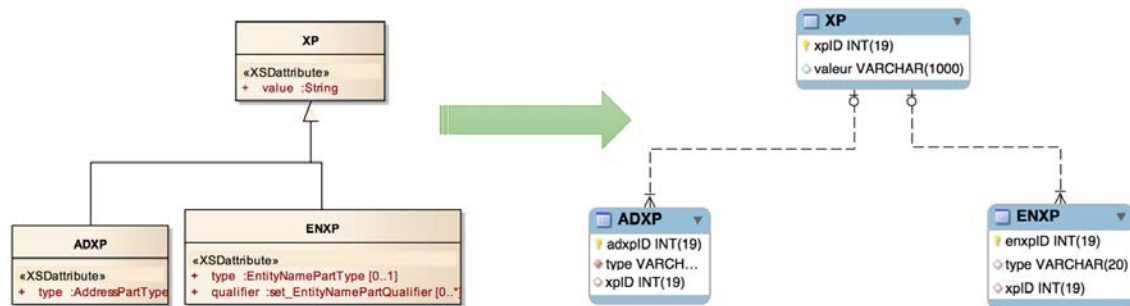 XP
«XSDattribute»
+ value :String
ADXP
«XSDattribute»
+ type :AddressPartType
ENXP
«XSDattribute»
+ type :EntityNamePartType [0..1]
+ qualifier :set_EntityNamePartQualifier [0..*]
XP
xpID INT(19)
valeur VARCHAR(1000)
ADXP
adxpID INT(19)
type VARCH...
xpID INT(19)
ENXP
enxpID INT(19)
type VARCHAR(20)
xpID INT(19)